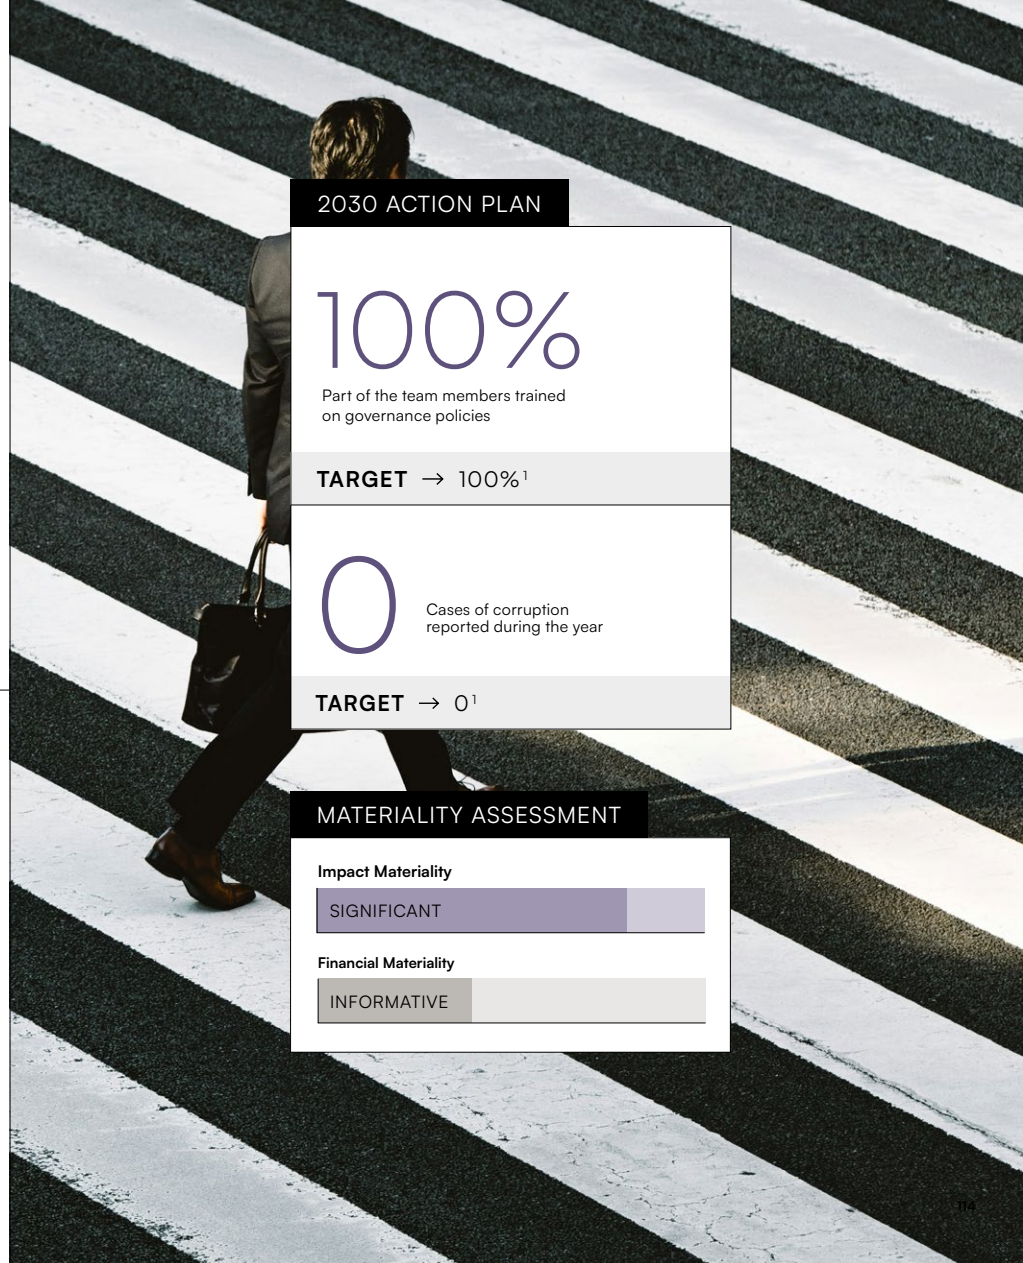 2030 ACTION PLAN
100%
Part of the team members trained
on governance policies
TARGET → 100%¹
0
Cases of corruption
reported during the year
TARGET → 0¹
MATERIALITY ASSESSMENT
Impact Materiality
SIGNIFICANT
Financial Materiality
INFORMATIVE
114